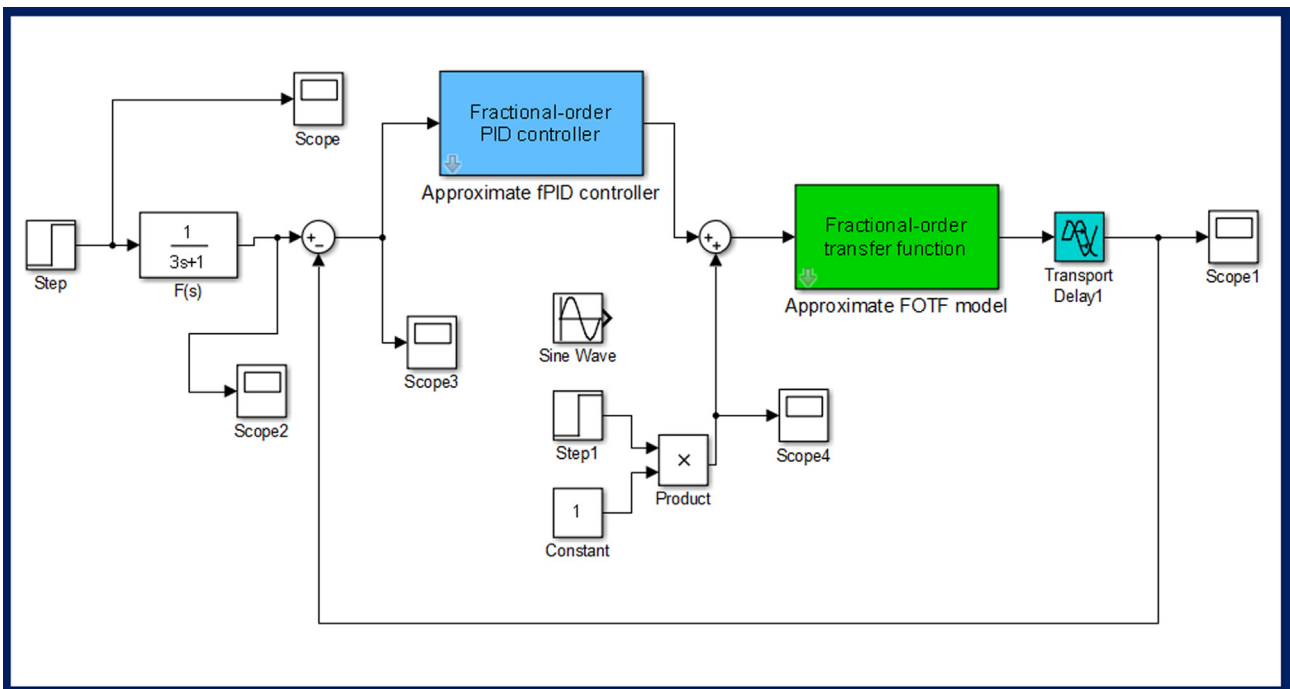 Scope
Fractional-order
PID controller
Approximate fPID controller
Step
1
3s+1
F(s)
+
−
+
+
Fractional-order
transfer function
Approximate FOTF model
Transport
Delay1
Scope1
Sine Wave
Scope3
Scope2
Step1
×
Product
Scope4
1
Constant